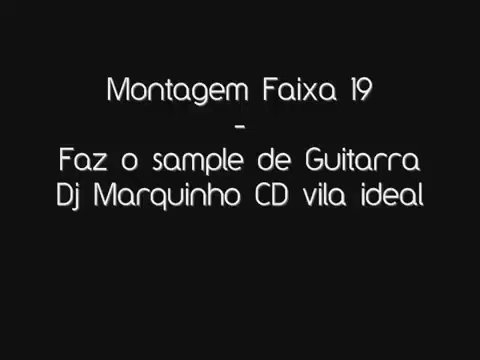 Montagem Faixa 19
-
Faz o sample de Guitarra
Dj Marquinho CD vila ideal